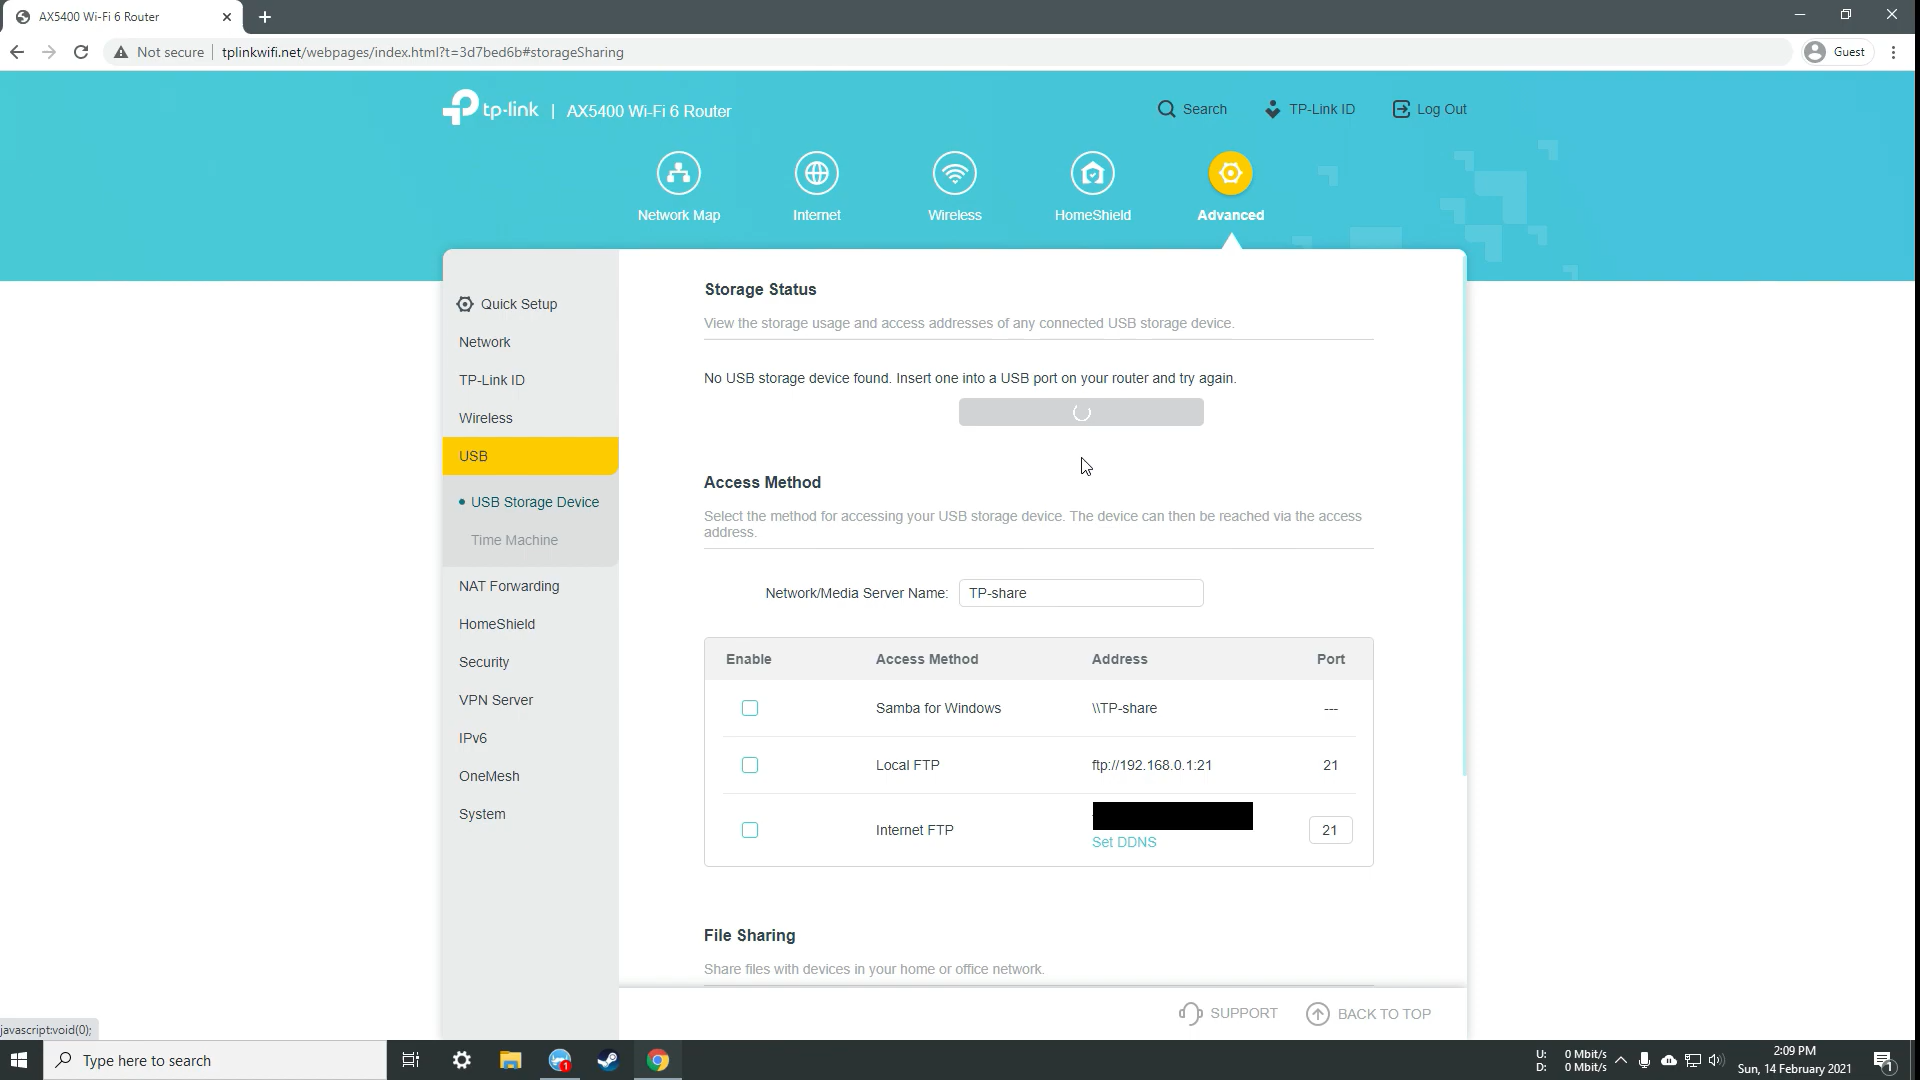 AX5400 Wi-Fi 6 Router
Not secure
tplinkwifi.net/webpages/index.html?t=3d7bed6b#storageSharing
Guest
tp-link | AX5400 Wi-Fi 6 Router
Search
TP-Link ID
Log Out
Network Map
Internet
Wireless
HomeShield
Advanced
Quick Setup
Network
TP-Link ID
Wireless
USB
USB Storage Device
Time Machine
NAT Forwarding
HomeShield
Security
VPN Server
IPv6
OneMesh
System
Storage Status
View the storage usage and access addresses of any connected USB storage device.
No USB storage device found. Insert one into a USB port on your router and try again.
Access Method
Select the method for accessing your USB storage device. The device can then be reached via the access
address.
Network/Media Server Name: TP-share
Enable Access Method Address Port
Samba for Windows \\TP-share ---
Local FTP ftp://192.168.0.1:21 21
Internet FTP 21
Set DDNS
File Sharing
Share files with devices in your home or office network.
SUPPORT
BACK TO TOP
javascript:void(0);
Type here to search
1
U: 0 Mbit/s
D: 0 Mbit/s
2:09 PM
Sun, 14 February 2021
1